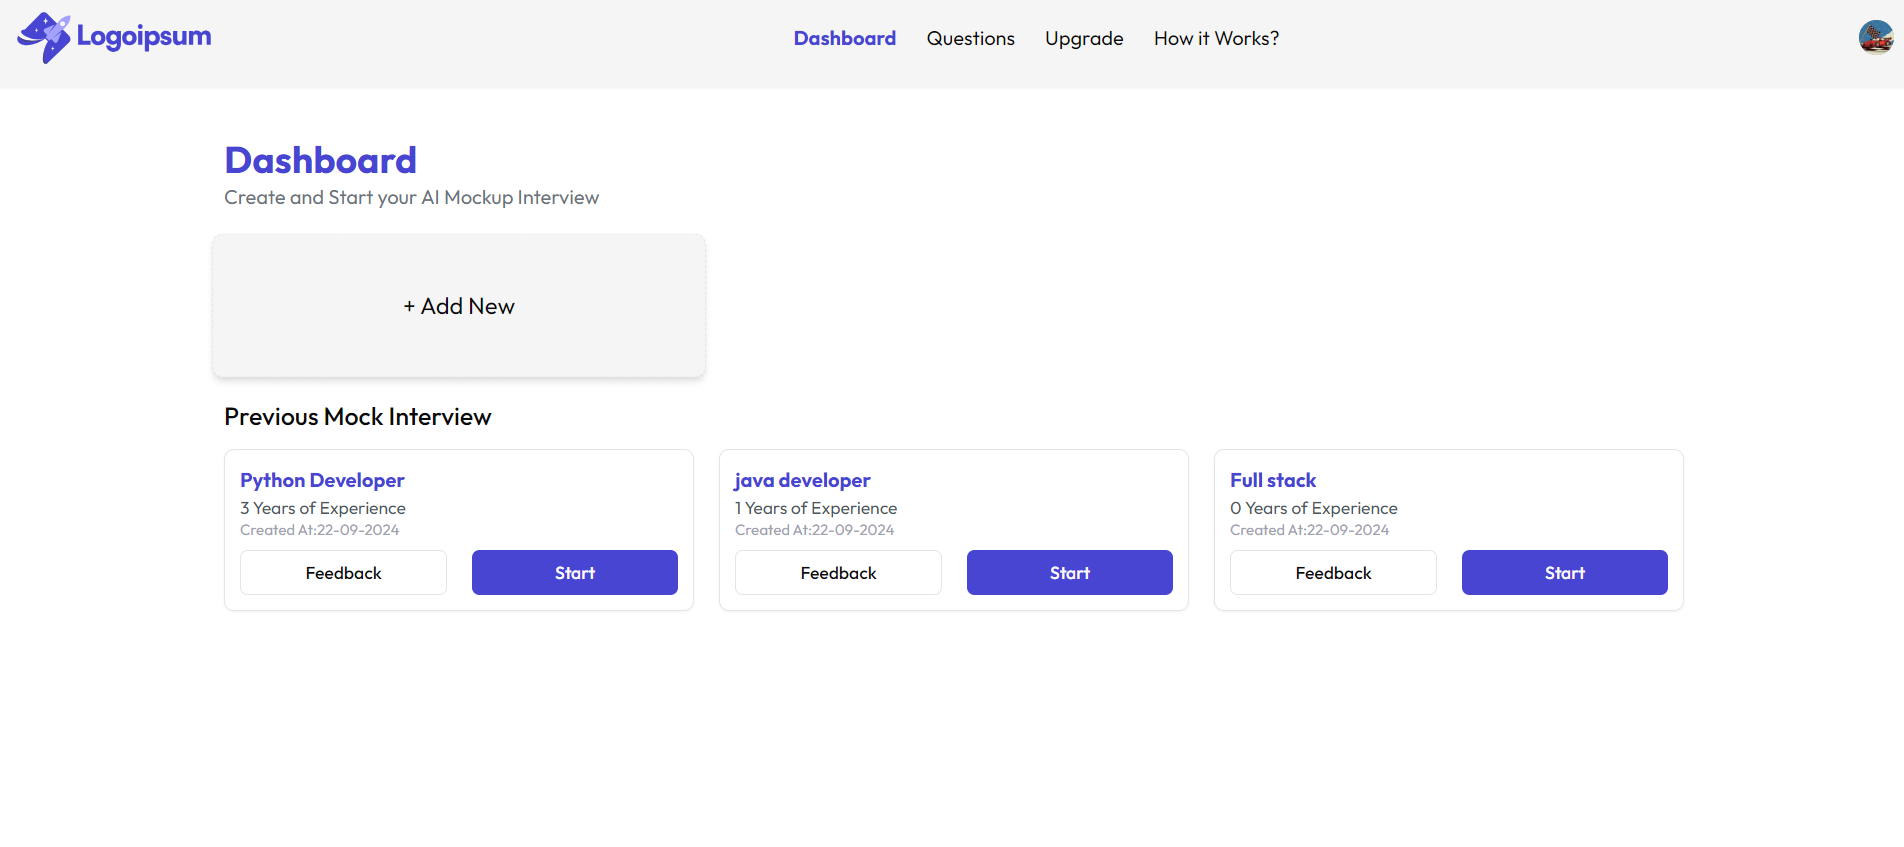 Logoipsum
Dashboard Questions Upgrade How it Works?
Dashboard
Create and Start your AI Mockup Interview
+ Add New
Previous Mock Interview
Python Developer
3 Years of Experience
Created At:22-09-2024
Feedback Start
java developer
1 Years of Experience
Created At:22-09-2024
Feedback Start
Full stack
0 Years of Experience
Created At:22-09-2024
Feedback Start